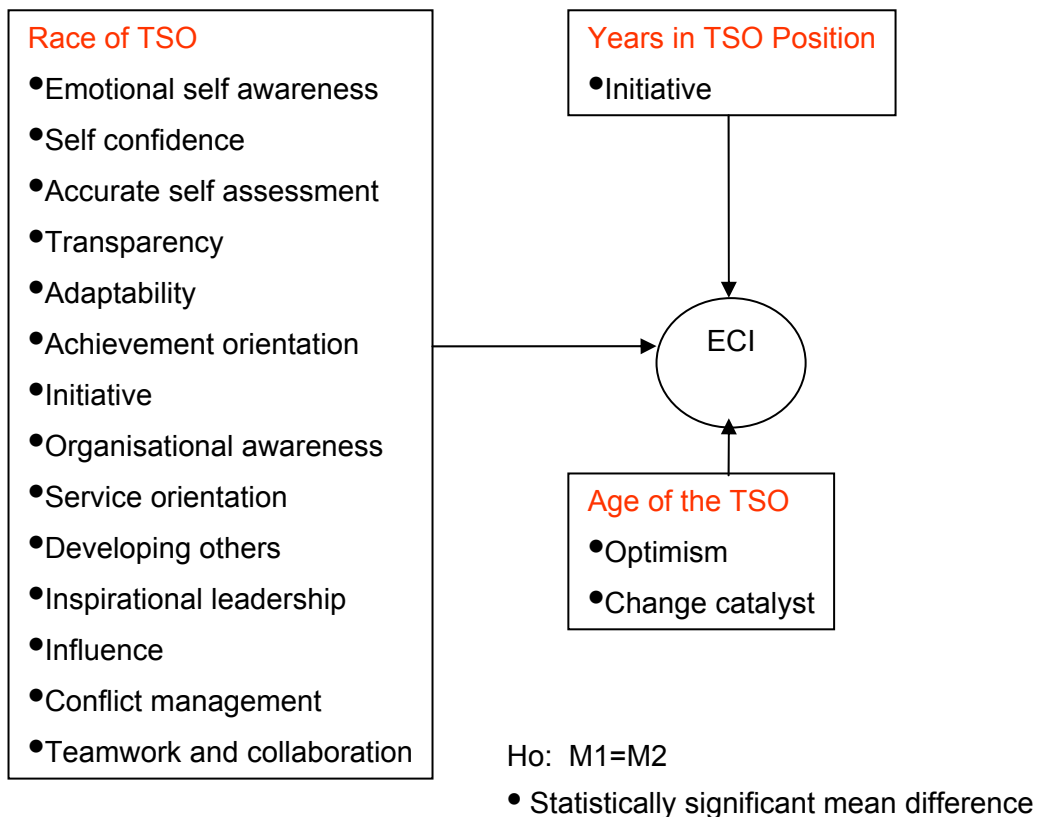 Race of TSO
•Emotional self awareness
•Self confidence
•Accurate self assessment
•Transparency
•Adaptability
•Achievement orientation
•Initiative
•Organisational awareness
•Service orientation
•Developing others
•Inspirational leadership
•Influence
•Conflict management
•Teamwork and collaboration
Years in TSO Position
•Initiative
ECI
Age of the TSO
•Optimism
•Change catalyst
Ho: M1=M2
• Statistically significant mean difference